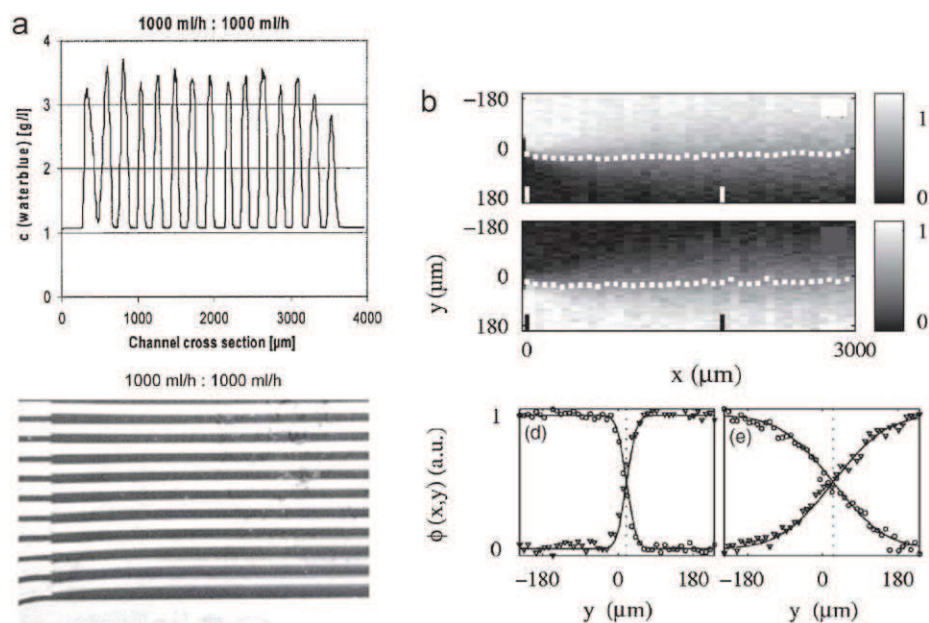 a
1000 ml/h : 1000 ml/h
c (waterblue) [g/l]
4
3
2
1
0
0 1000 2000 3000 4000
Channel cross section [µm]
1000 ml/h : 1000 ml/h
b
-180
0
180
1
0
-180
0
180
1
0
y (µm)
0 3000
x (µm)
ϕ (x,y) (a.u.)
1
0
(d)
(e)
-180 0 180
-180 0 180
y (µm)
y (µm)